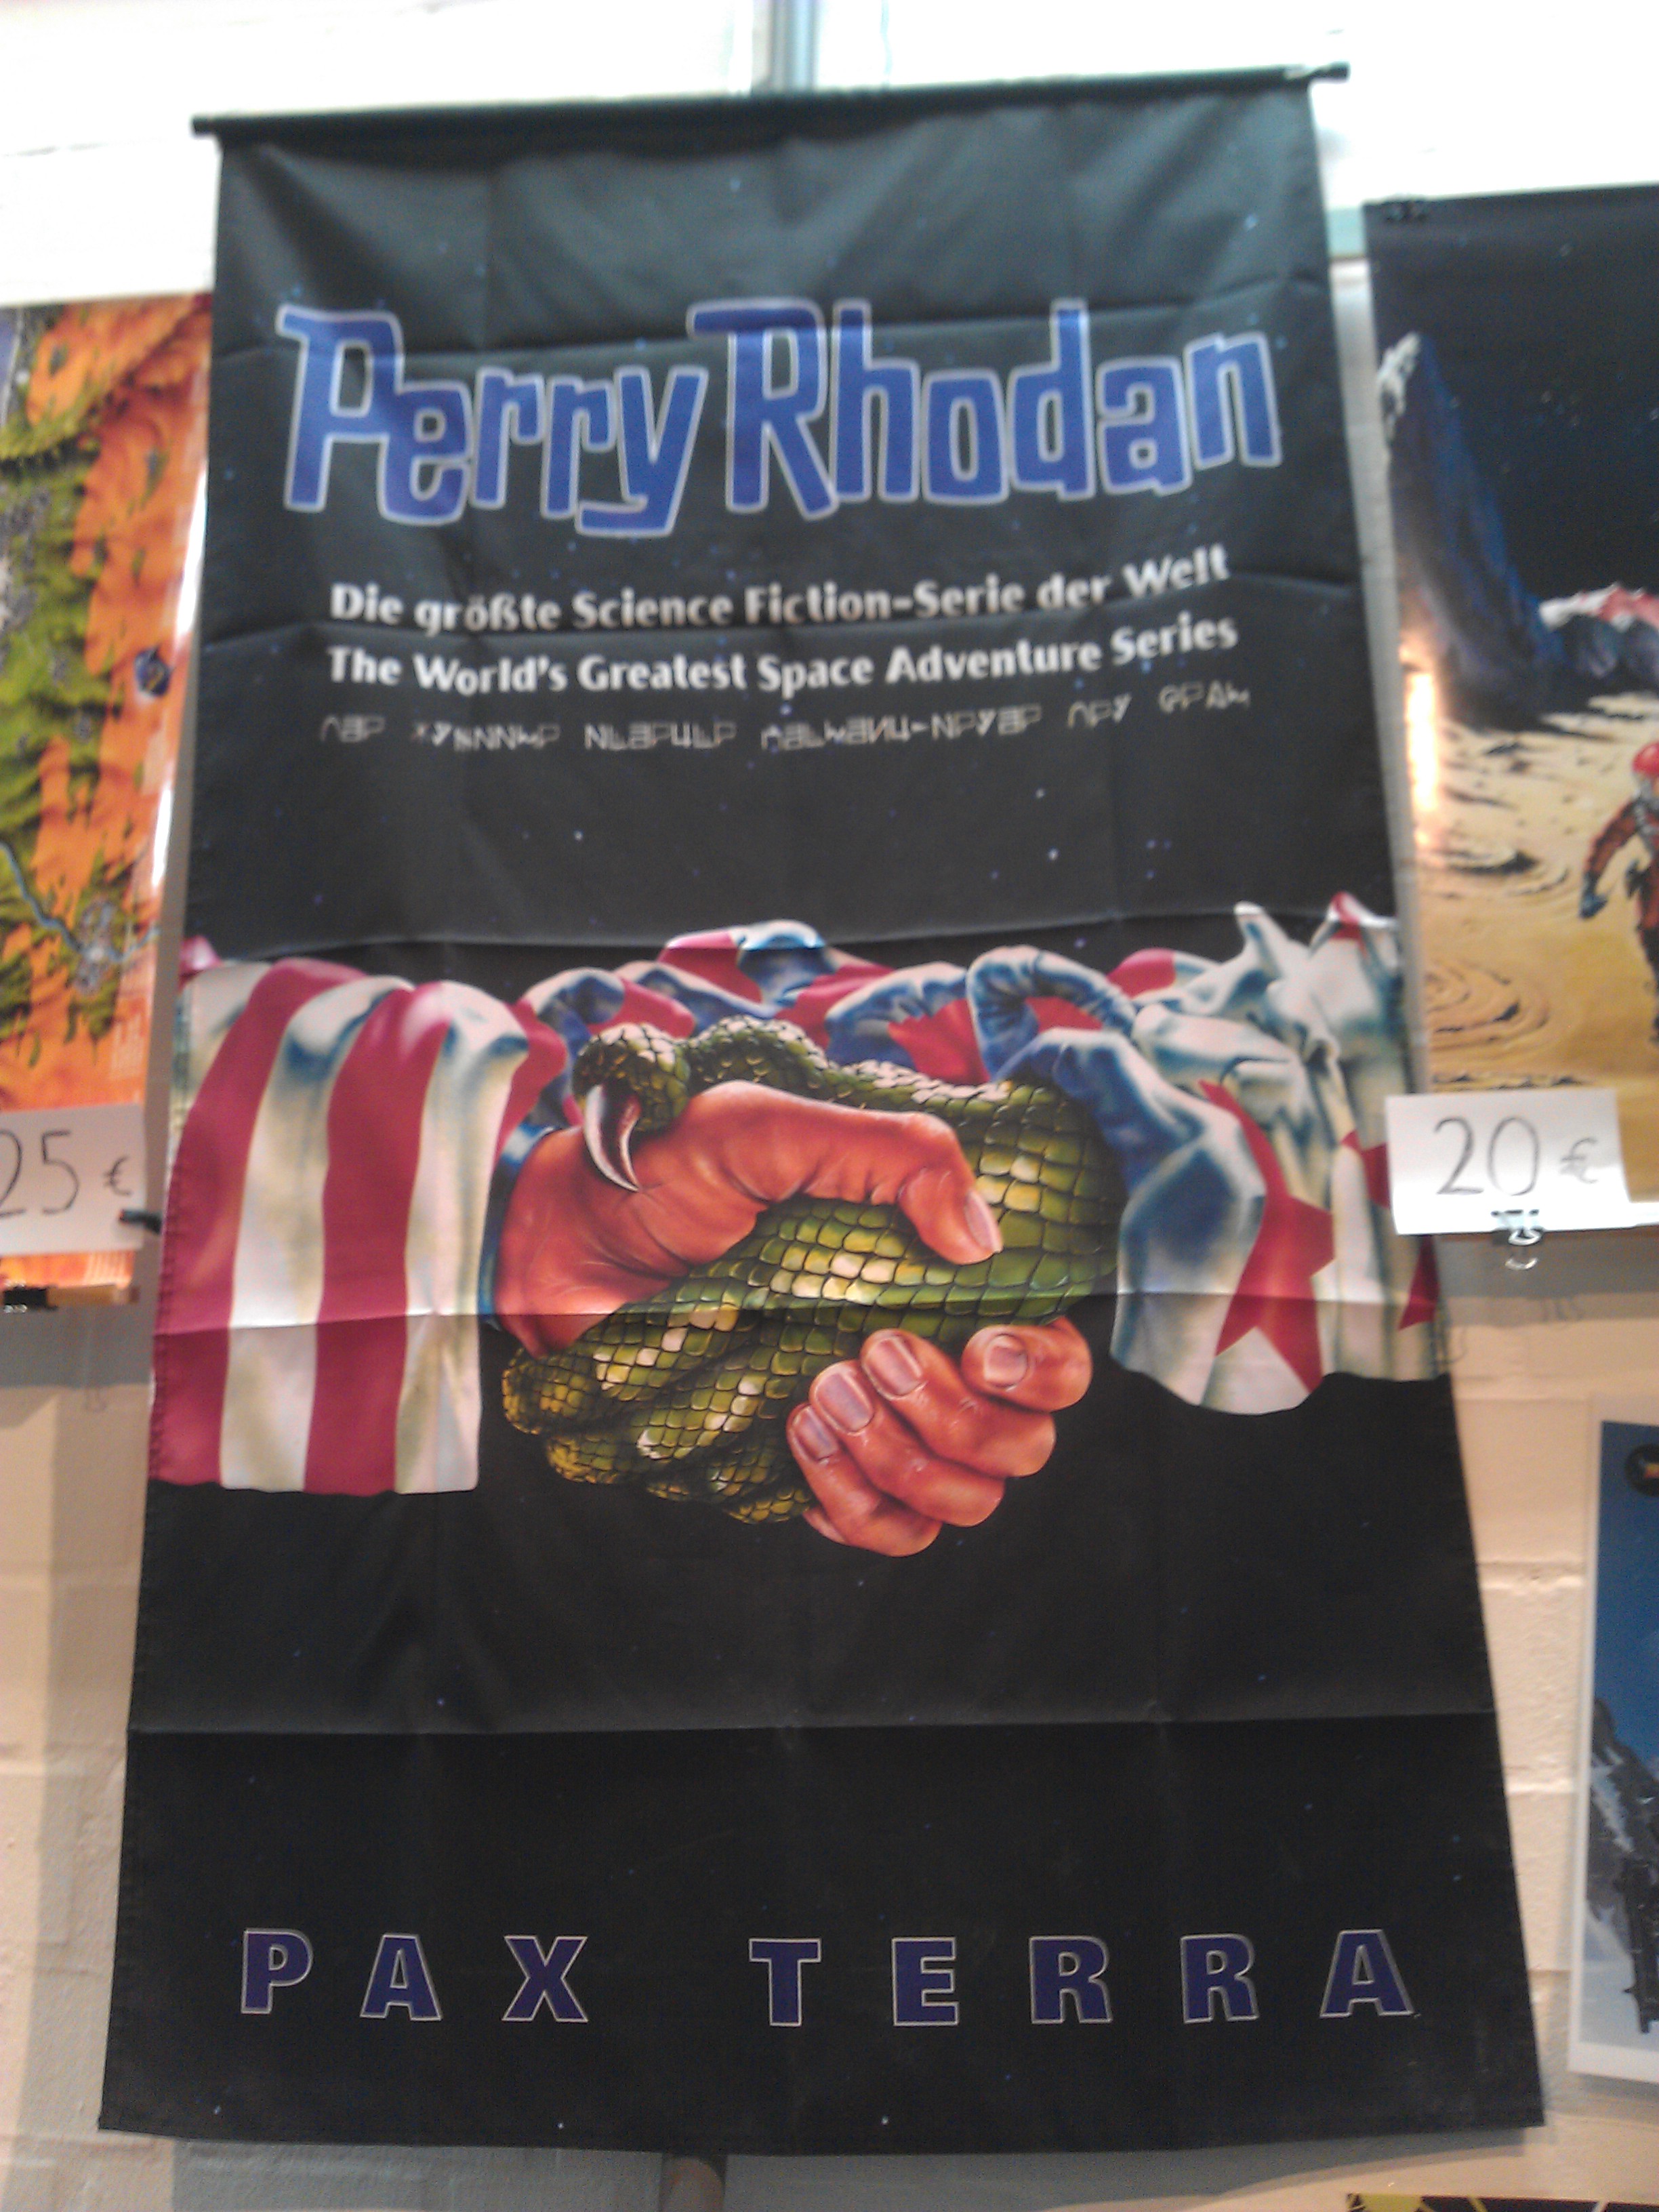 Perry Rhodan
Die größte Science Fiction-Serie der Welt
The World's Greatest Space Adventure Series
25 €
20 €
PAX TERRA